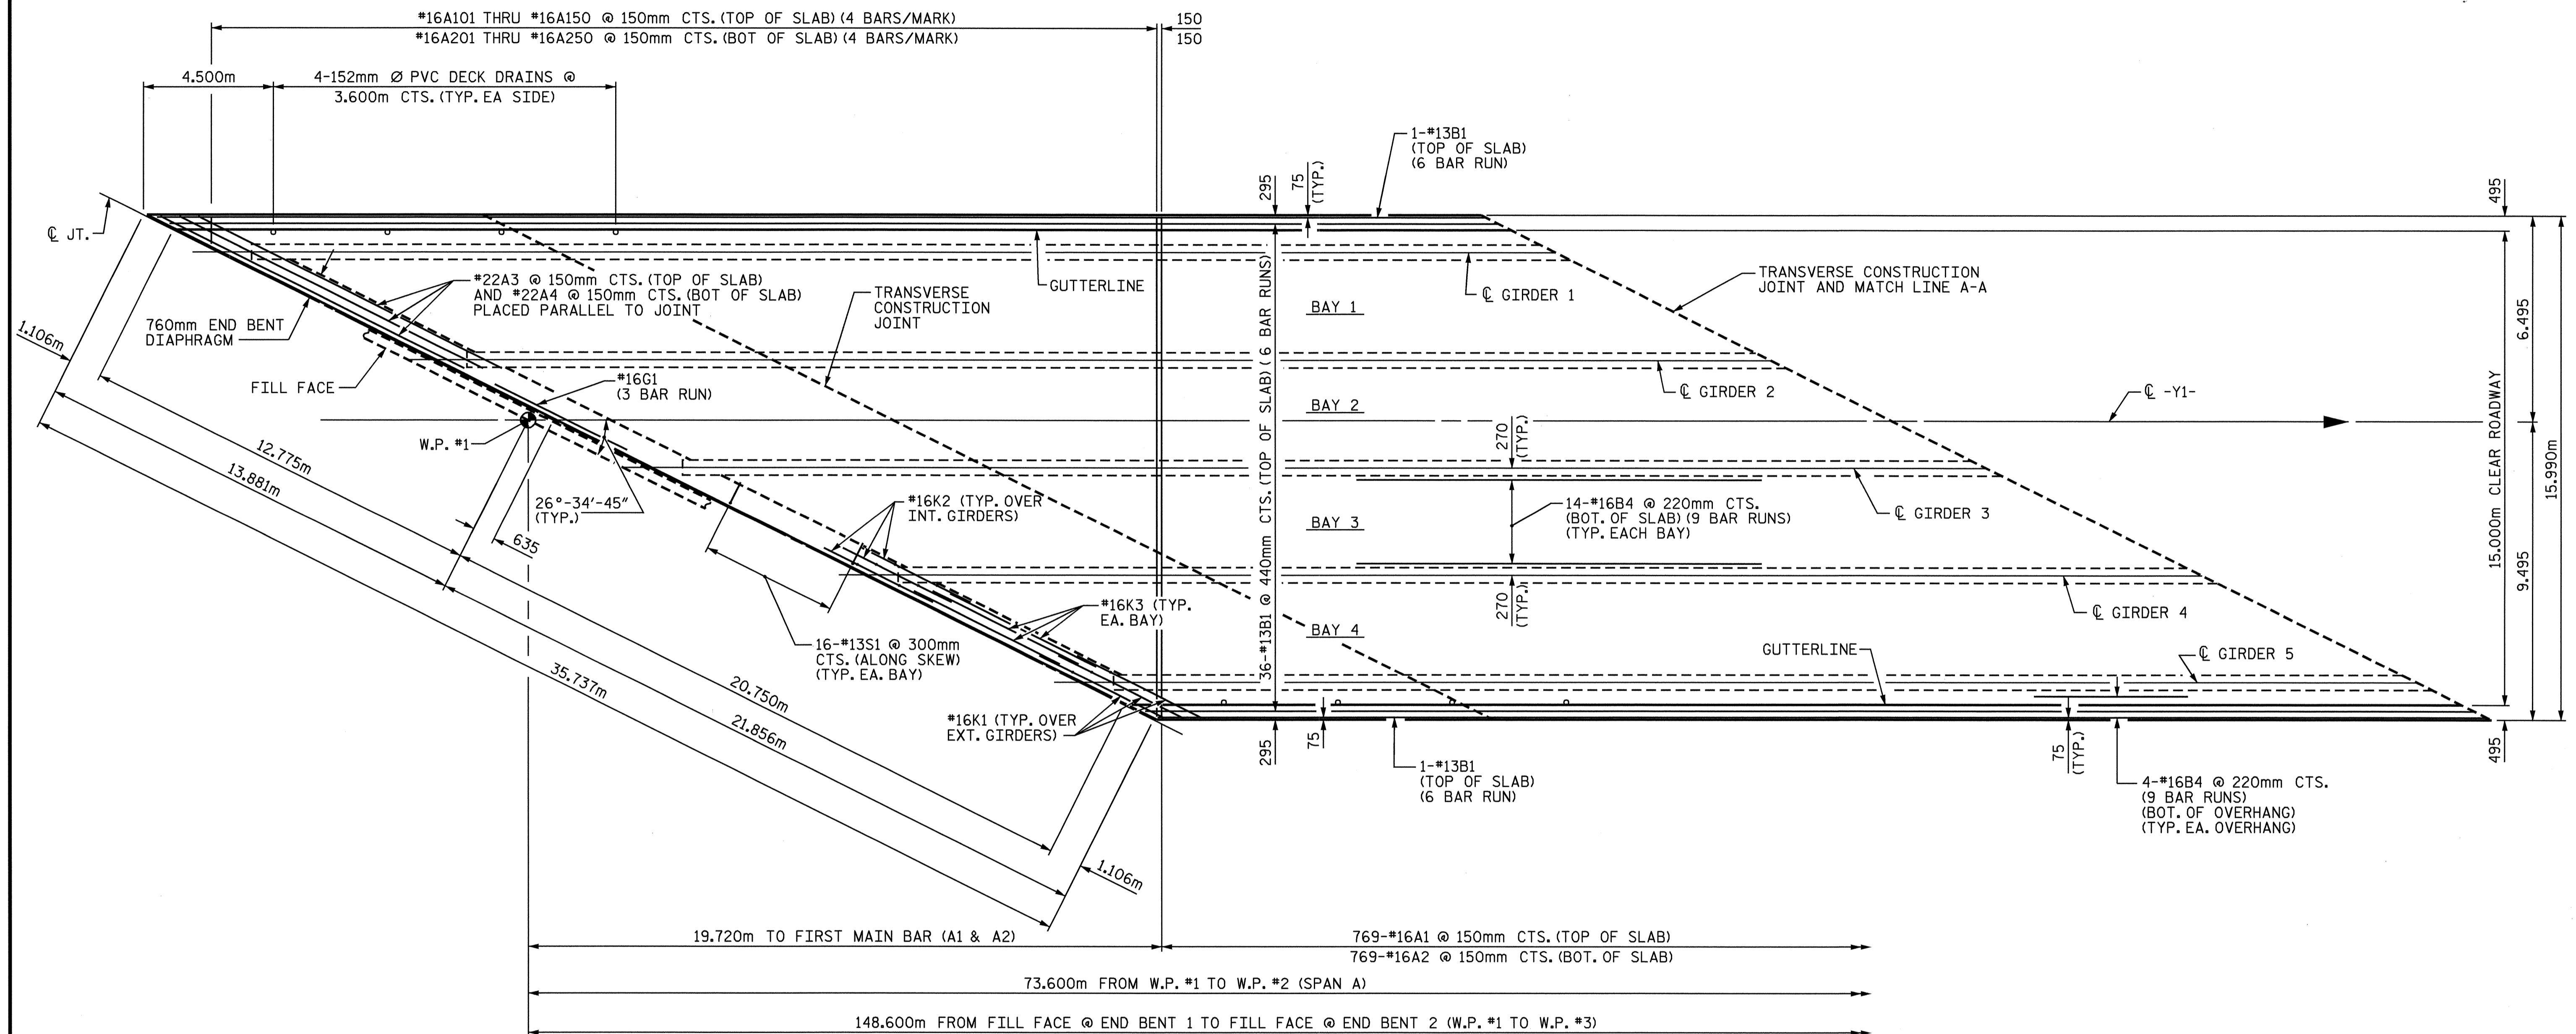 #16A101 THRU #16A150 @ 150mm CTS. (TOP OF SLAB) (4 BARS/MARK)
#16A201 THRU #16A250 @ 150mm CTS. (BOT OF SLAB) (4 BARS/MARK)
150
150
4.500m
4-152mm Ø PVC DECK DRAINS @
3.600m CTS. (TYP. EA SIDE)
1-#13B1
(TOP OF SLAB)
(6 BAR RUN)
295
75
(TYP.)
495
℄ JT.
#22A3 @ 150mm CTS. (TOP OF SLAB)
AND #22A4 @ 150mm CTS. (BOT OF SLAB)
PLACED PARALLEL TO JOINT
TRANSVERSE
CONSTRUCTION
JOINT
GUTTERLINE
℄ GIRDER 1
TRANSVERSE CONSTRUCTION
JOINT AND MATCH LINE A-A
BAY 1
760mm END BENT
DIAPHRAGM
1.106m
FILL FACE
#16G1
(3 BAR RUN)
℄ GIRDER 2
℄ -Y1-
6.495
BAY 2
W.P. #1
12.775m
13.881m
26°-34'-45"
(TYP.)
635
36-#13B1 @ 440mm CTS. (TOP OF SLAB) (6 BAR RUNS)
270
(TYP.)
15.000m CLEAR ROADWAY
15.990m
#16K2 (TYP. OVER
INT. GIRDERS)
BAY 3
14-#16B4 @ 220mm CTS.
(BOT. OF SLAB) (9 BAR RUNS)
(TYP. EACH BAY)
℄ GIRDER 3
9.495
270
(TYP.)
#16K3 (TYP.
EA. BAY)
BAY 4
℄ GIRDER 4
16-#13S1 @ 300mm
CTS. (ALONG SKEW)
(TYP. EA. BAY)
GUTTERLINE
℄ GIRDER 5
35.737m
20.750m
21.856m
#16K1 (TYP. OVER
EXT. GIRDERS)
295
75
75
(TYP.)
495
1-#13B1
(TOP OF SLAB)
(6 BAR RUN)
4-#16B4 @ 220mm CTS.
(9 BAR RUNS)
(BOT. OF OVERHANG)
(TYP. EA. OVERHANG)
1.106m
19.720m TO FIRST MAIN BAR (A1 & A2)
769-#16A1 @ 150mm CTS. (TOP OF SLAB)
769-#16A2 @ 150mm CTS. (BOT. OF SLAB)
73.600m FROM W.P. #1 TO W.P. #2 (SPAN A)
148.600m FROM FILL FACE @ END BENT 1 TO FILL FACE @ END BENT 2 (W.P. #1 TO W.P. #3)